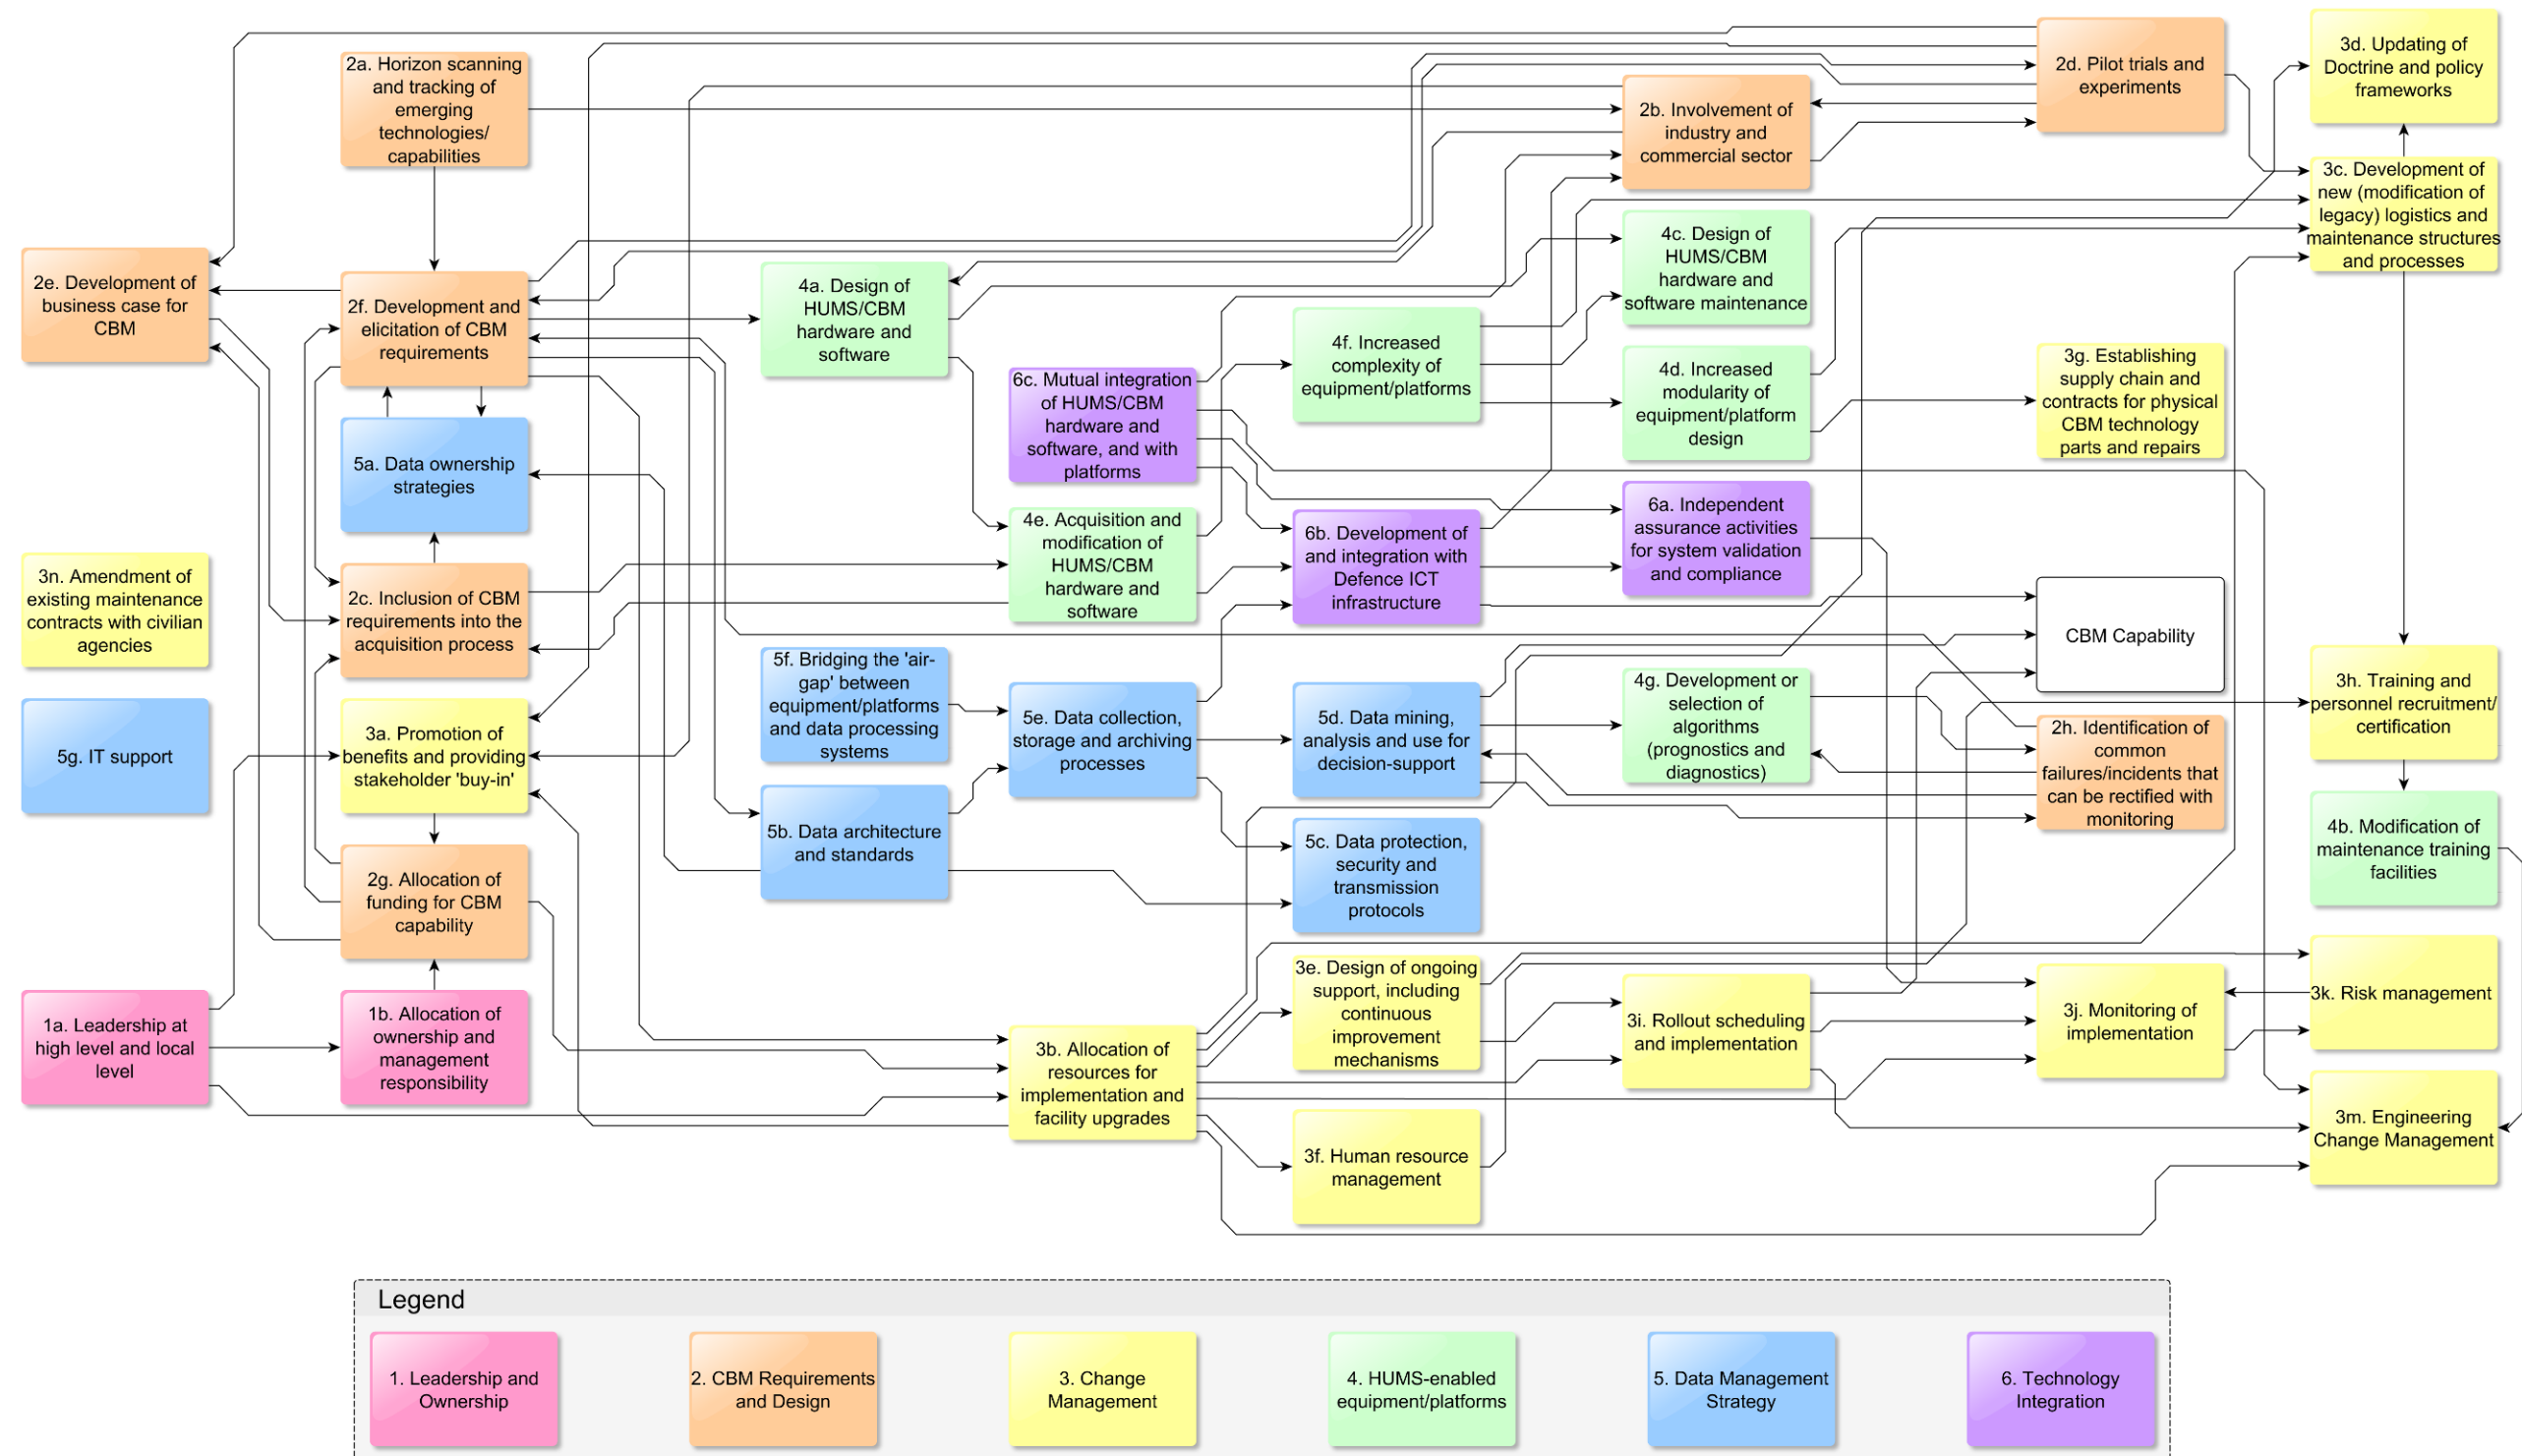 2a. Horizon scanning
and tracking of
emerging
technologies/
capabilities
2d. Pilot trials and
experiments
3d. Updating of
Doctrine and policy
frameworks
2b. Involvement of
industry and
commercial sector
3c. Development of
new (modification of
legacy) logistics and
maintenance structures
and processes
2e. Development of
business case for
CBM
2f. Development and
elicitation of CBM
requirements
4a. Design of
HUMS/CBM
hardware and
software
4c. Design of
HUMS/CBM
hardware and
software maintenance
4f. Increased
complexity of
equipment/platforms
4d. Increased
modularity of
equipment/platform
design
3g. Establishing
supply chain and
contracts for physical
CBM technology
parts and repairs
6c. Mutual integration
of HUMS/CBM
hardware and
software, and with
platforms
5a. Data ownership
strategies
4e. Acquisition and
modification of
HUMS/CBM
hardware and
software
6b. Development of
and integration with
Defence ICT
infrastructure
6a. Independent
assurance activities
for system validation
and compliance
3n. Amendment of
existing maintenance
contracts with civilian
agencies
2c. Inclusion of CBM
requirements into the
acquisition process
CBM Capability
5f. Bridging the 'air-
gap' between
equipment/platforms
and data processing
systems
5g. IT support
3a. Promotion of
benefits and providing
stakeholder 'buy-in'
5e. Data collection,
storage and archiving
processes
5d. Data mining,
analysis and use for
decision-support
4g. Development or
selection of
algorithms
(prognostics and
diagnostics)
2h. Identification of
common
failures/incidents that
can be rectified with
monitoring
3h. Training and
personnel recruitment/
certification
5b. Data architecture
and standards
5c. Data protection,
security and
transmission
protocols
4b. Modification of
maintenance training
facilities
2g. Allocation of
funding for CBM
capability
1a. Leadership at
high level and local
level
1b. Allocation of
ownership and
management
responsibility
3b. Allocation of
resources for
implementation and
facility upgrades
3e. Design of ongoing
support, including
continuous
improvement
mechanisms
3i. Rollout scheduling
and implementation
3j. Monitoring of
implementation
3k. Risk management
3f. Human resource
management
3m. Engineering
Change Management
Legend
1. Leadership and
Ownership
2. CBM Requirements
and Design
3. Change
Management
4. HUMS-enabled
equipment/platforms
5. Data Management
Strategy
6. Technology
Integration